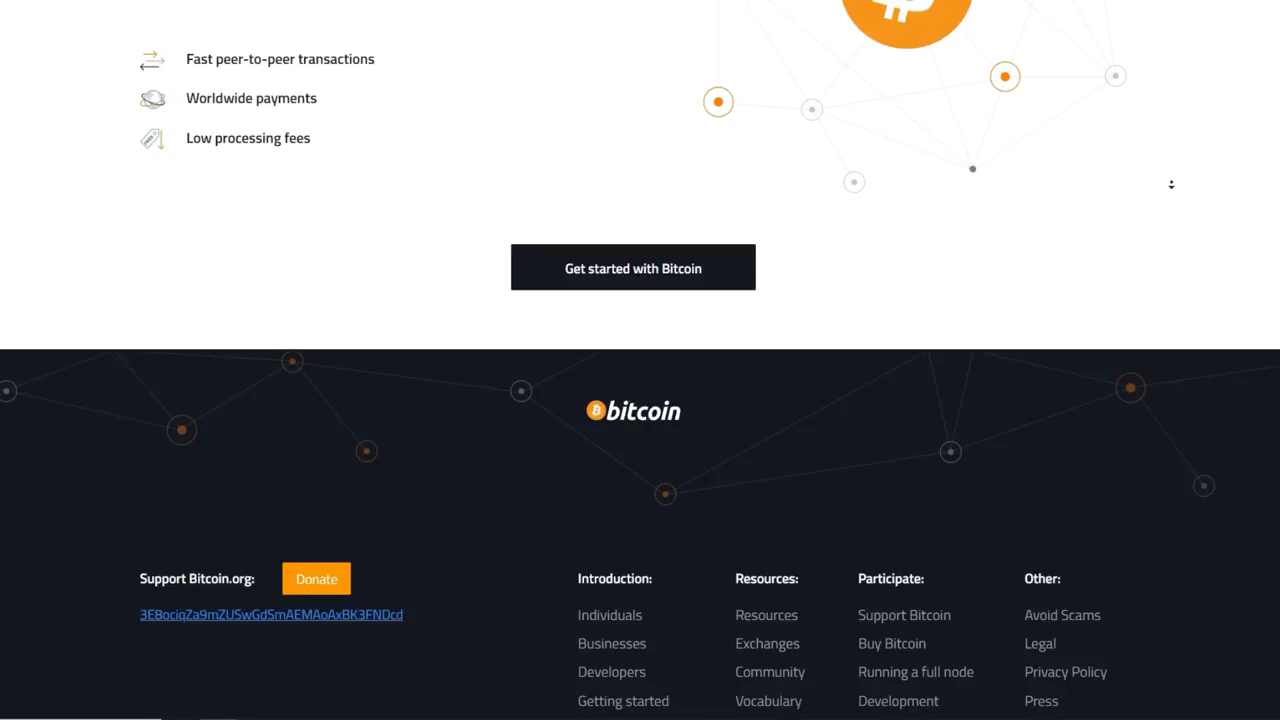 Fast peer-to-peer transactions
Worldwide payments
Low processing fees
Get started with Bitcoin
bitcoin
Support Bitcoin.org:
Donate
3E8ociqZa9mZUSwGdSmAEMAoAxBK3FNDcd
Introduction:
Individuals
Businesses
Developers
Getting started
Resources:
Resources
Exchanges
Community
Vocabulary
Participate:
Support Bitcoin
Buy Bitcoin
Running a full node
Development
Other:
Avoid Scams
Legal
Privacy Policy
Press